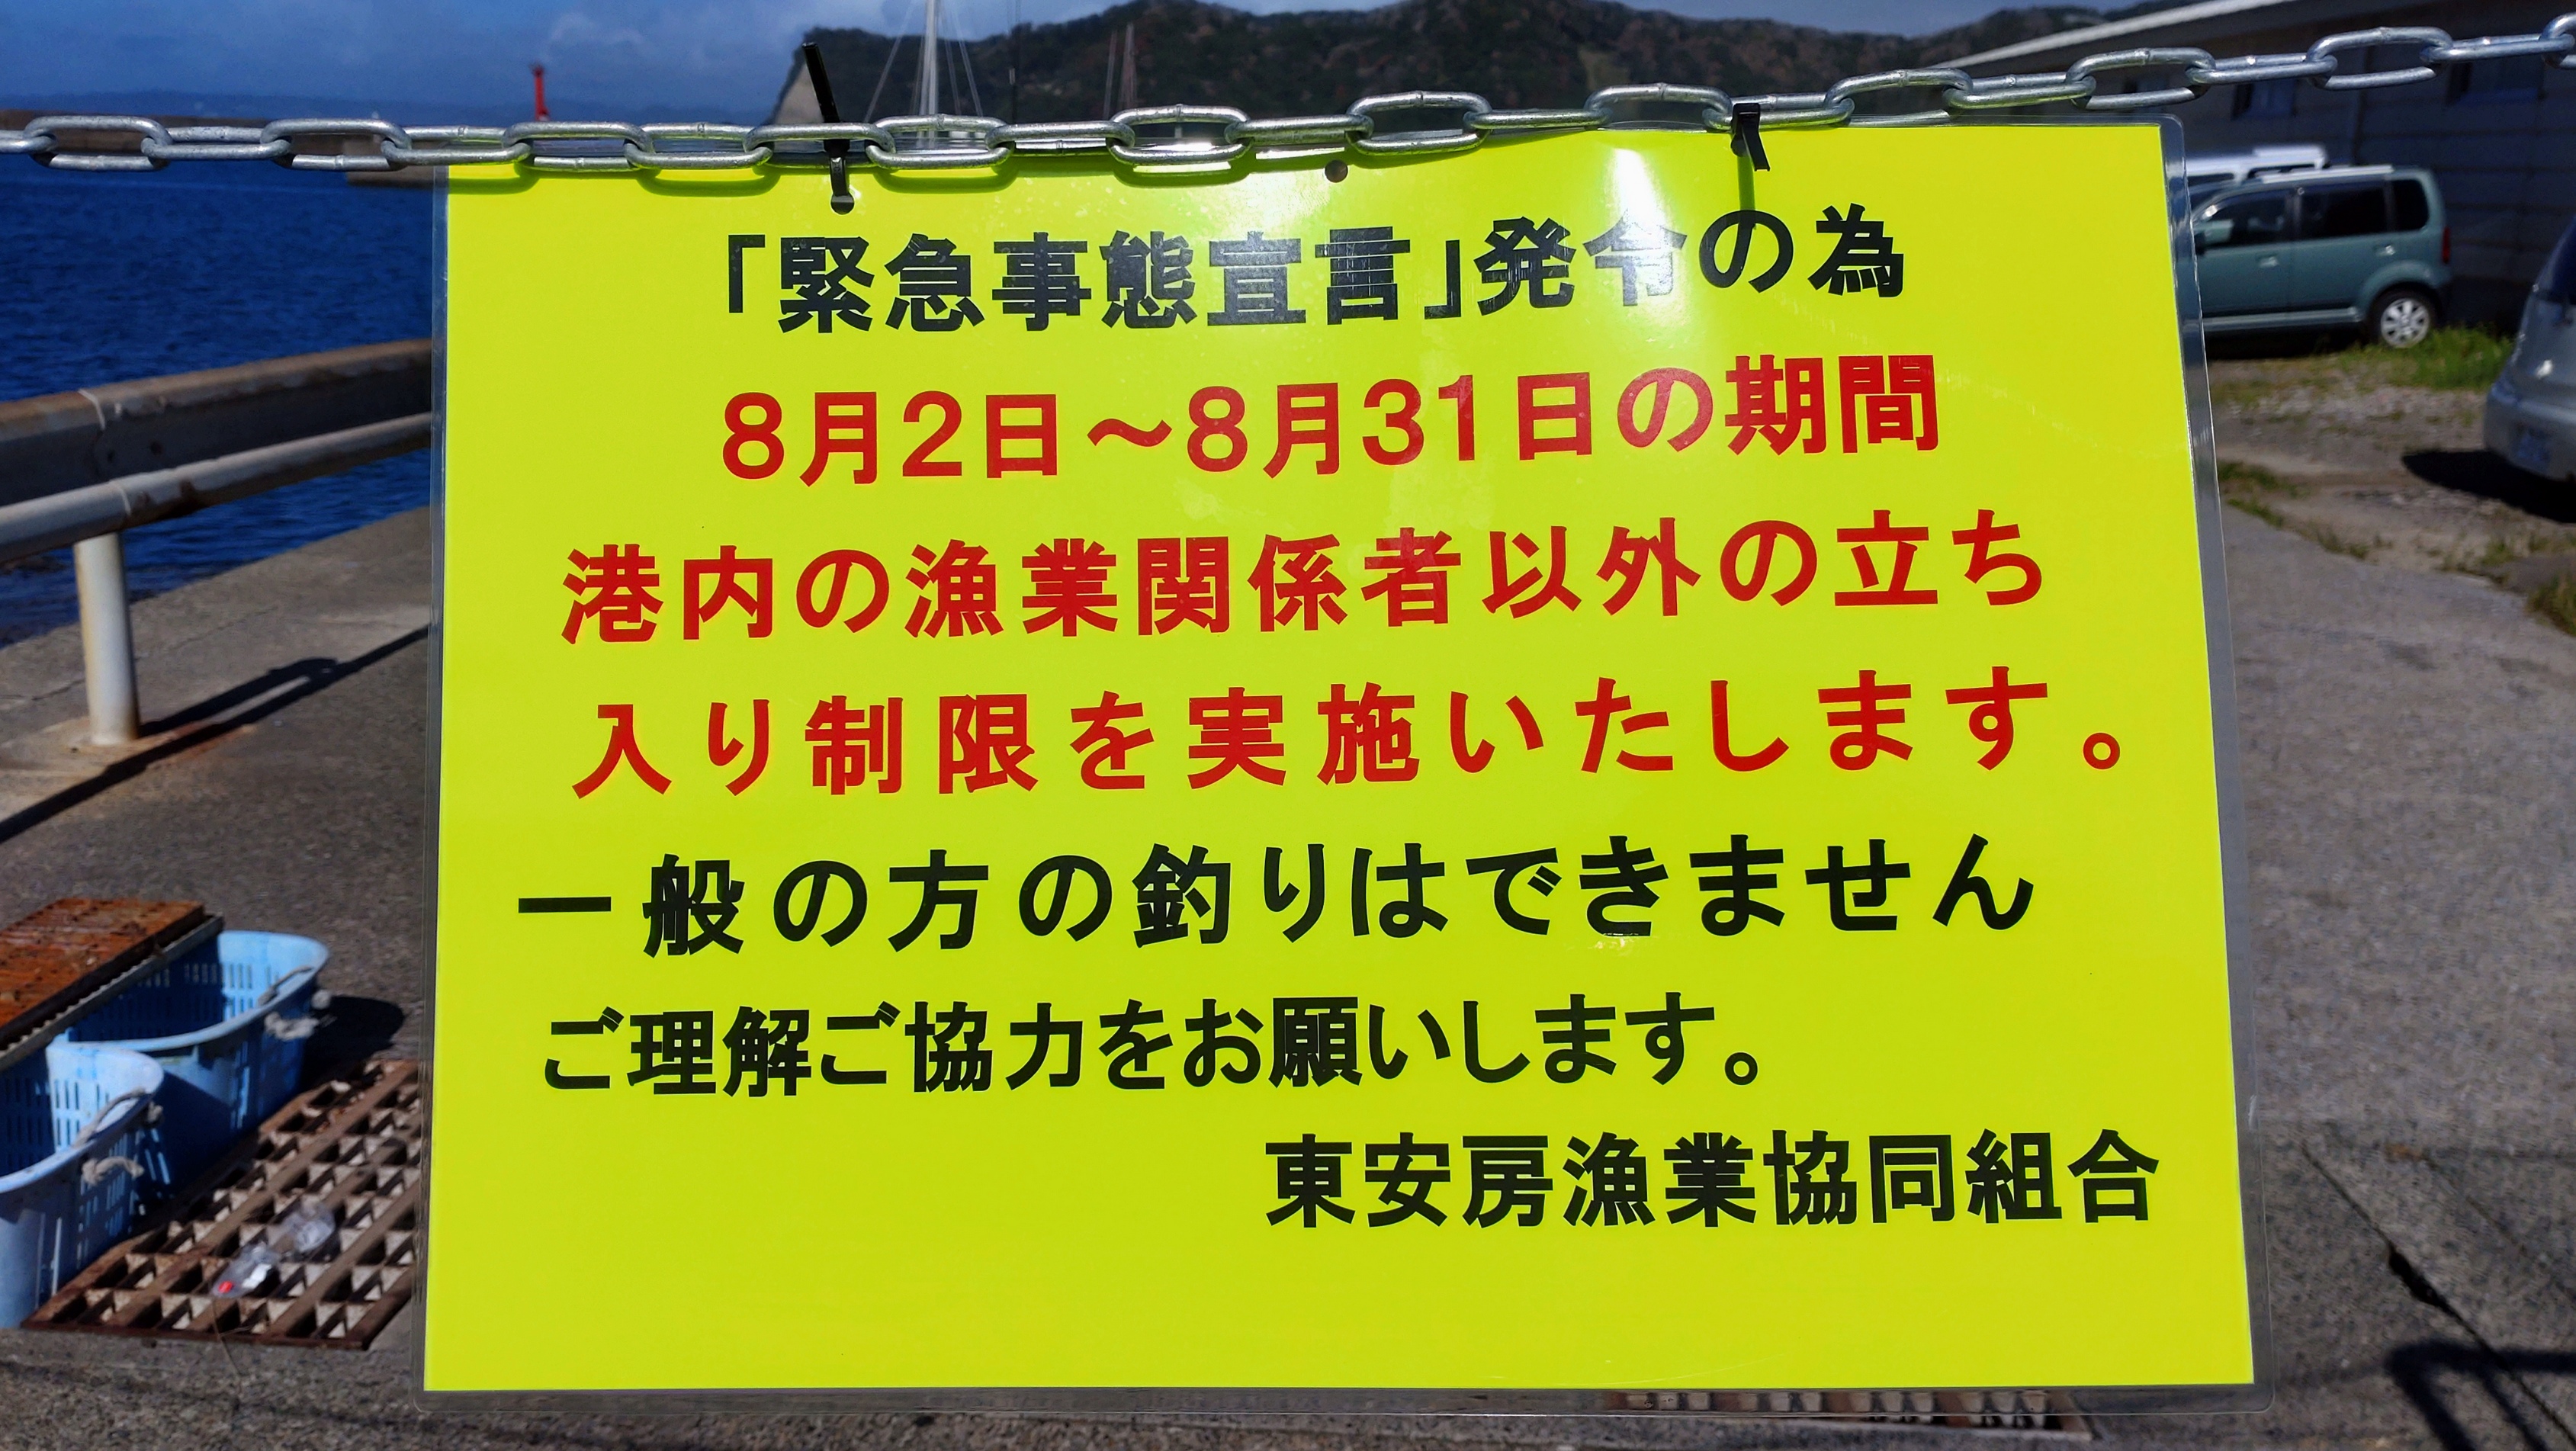 「緊急事態宣言」発令の為
8月2日～8月31日の期間
港内の漁業関係者以外の立ち
入り制限を実施いたします。
一般の方の釣りはできません
ご理解ご協力をお願いします。
東安房漁業協同組合